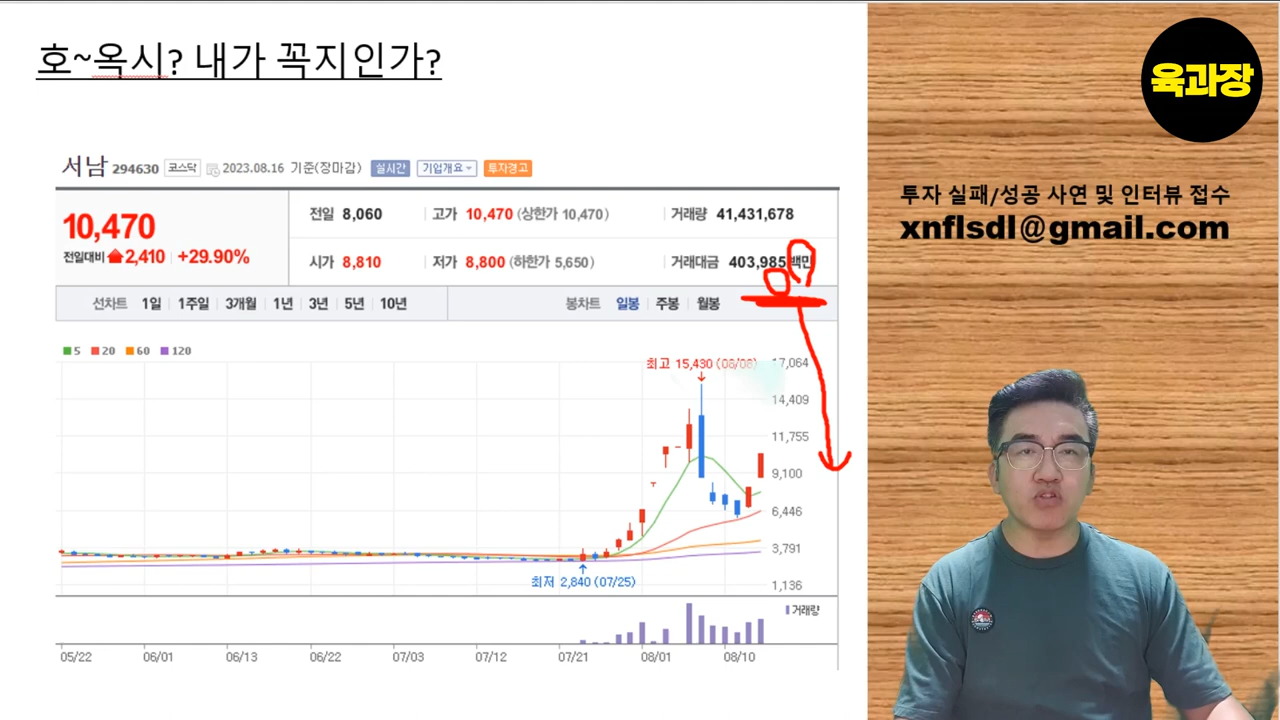 호~옥시? 내가 꼭지인가?
육과장
투자 실패/성공 사연 및 인터뷰 접수
xnflsdl@gmail.com
서남 294630 코스닥 2023.08.16 기준(장마감) 실시간 기업개요 투자경고
10,470
전일대비 2,410 +29.90%
전일 8,060 고가 10,470 (상한가 10,470) 거래량 41,431,678
시가 8,810 저가 8,800 (하한가 5,650) 거래대금 403,985백만
선차트 1일 1주일 3개월 1년 3년 5년 10년 봉차트 일봉 주봉 월봉
5 20 60 120
최고 15,430 (08/08)
17,064
14,409
11,755
9,100
6,446
3,791
1,136
최저 2,840 (07/25)
거래량
05/22 06/01 06/13 06/22 07/03 07/12 07/21 08/01 08/10